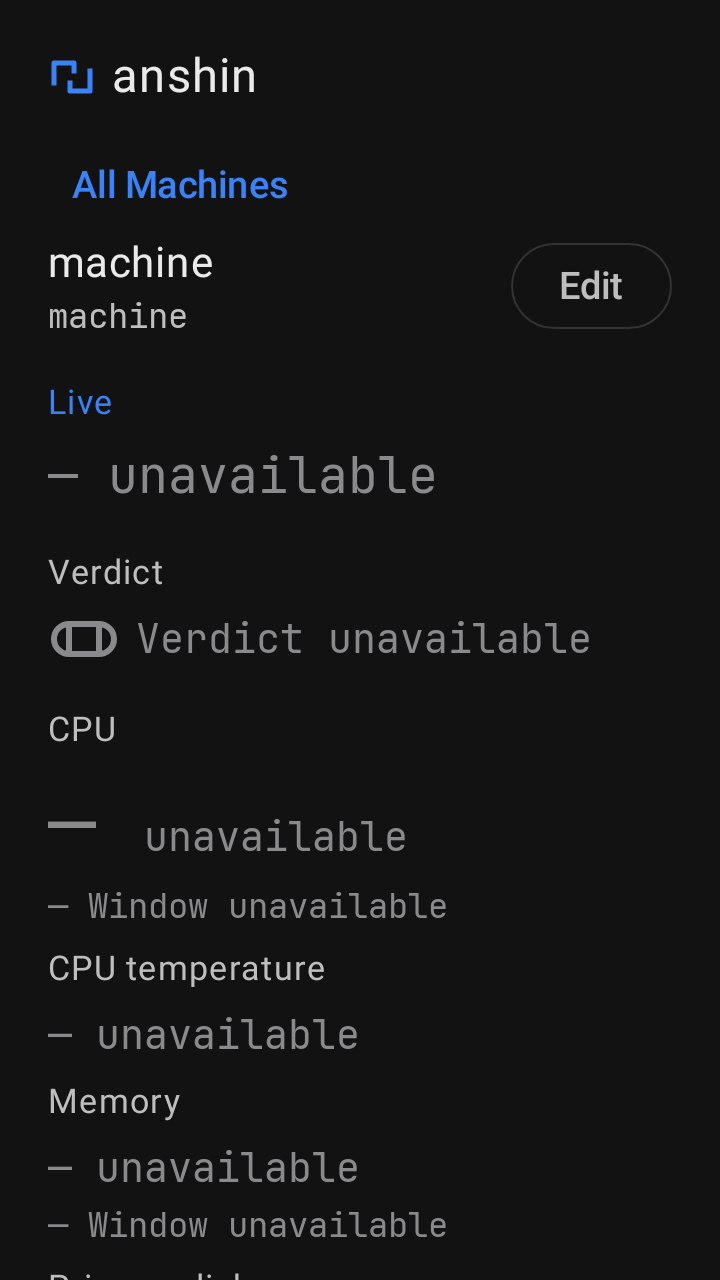 anshin
All Machines
machine
Edit
machine
Live
— unavailable
Verdict
Verdict unavailable
CPU
— unavailable
— Window unavailable
CPU temperature
— unavailable
Memory
— unavailable
— Window unavailable